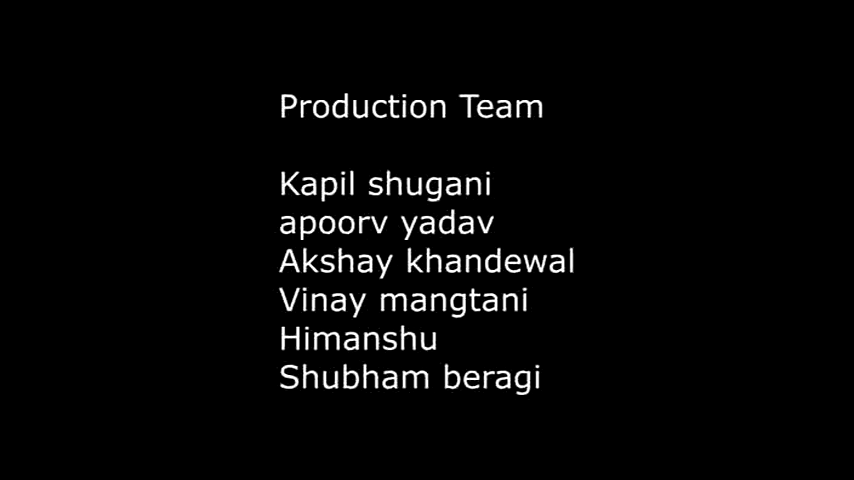 Production Team
Kapil shugani
apoorv yadav
Akshay khandewal
Vinay mangtani
Himanshu
Shubham beragi